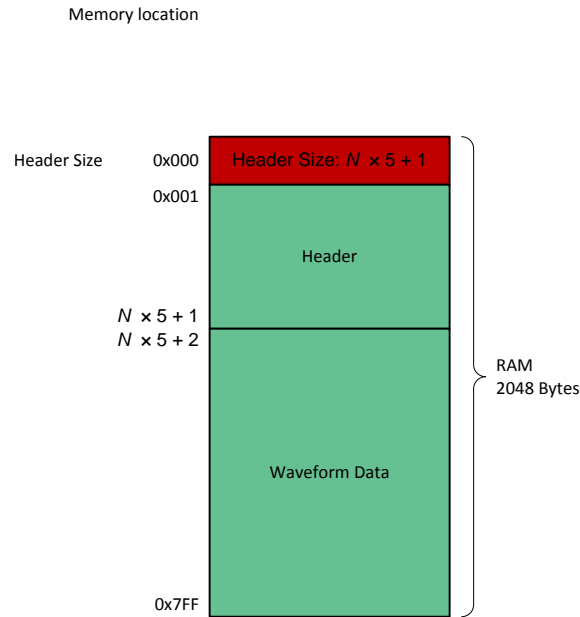 Memory location
Header Size 0x000 Header Size: N × 5 + 1
0x001
Header
N × 5 + 1
N × 5 + 2
RAM
2048 Bytes
Waveform Data
0x7FF